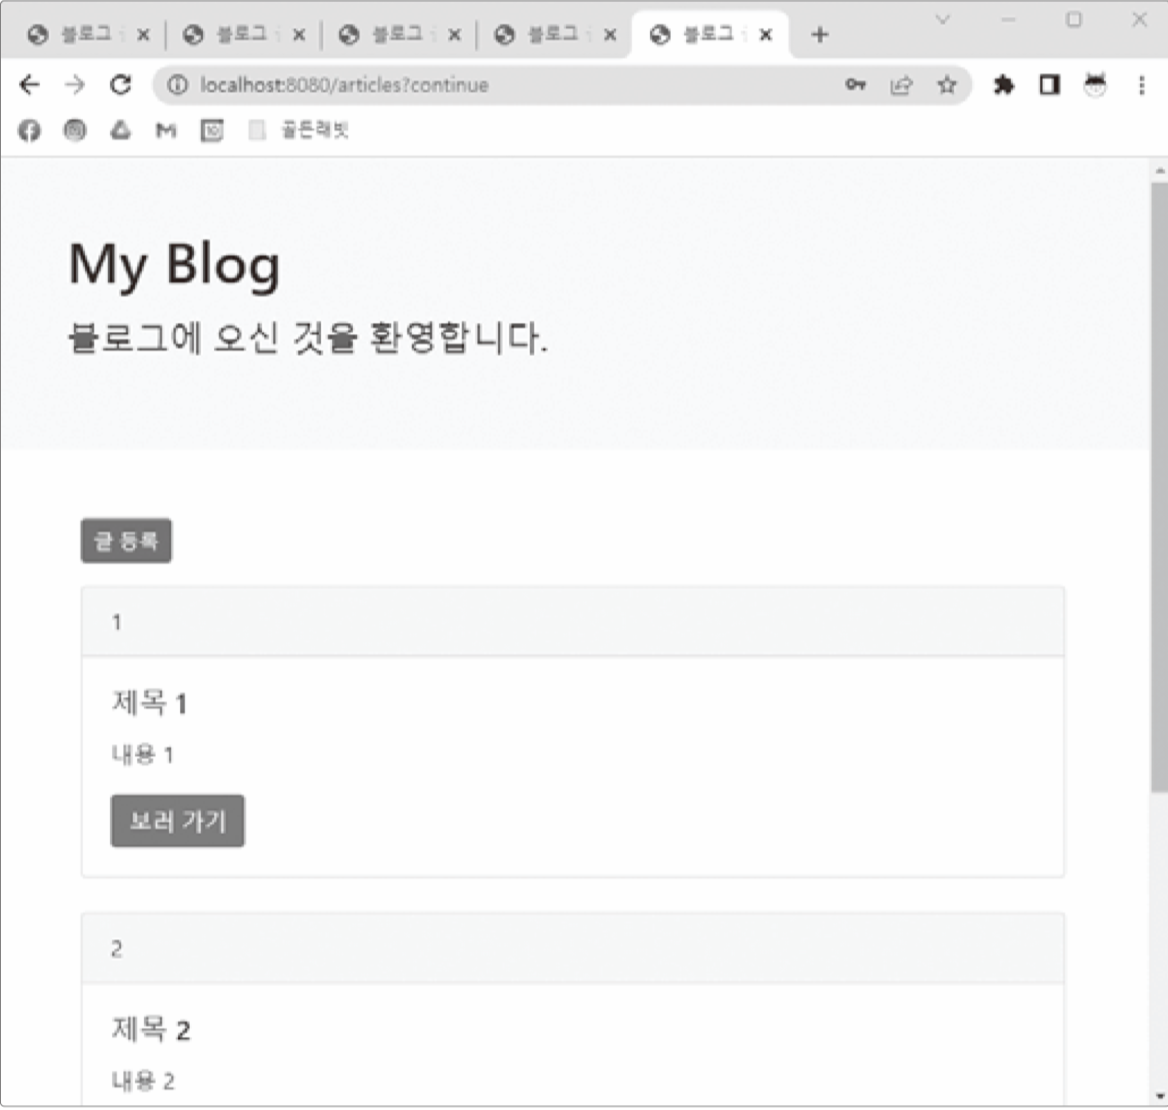 블로그 블로그 블로그 블로그 블로그
localhost:8080/articles?continue
골든래빗
My Blog
블로그에 오신 것을 환영합니다.
글 등록
1
제목 1
내용 1
보러 가기
2
제목 2
내용 2